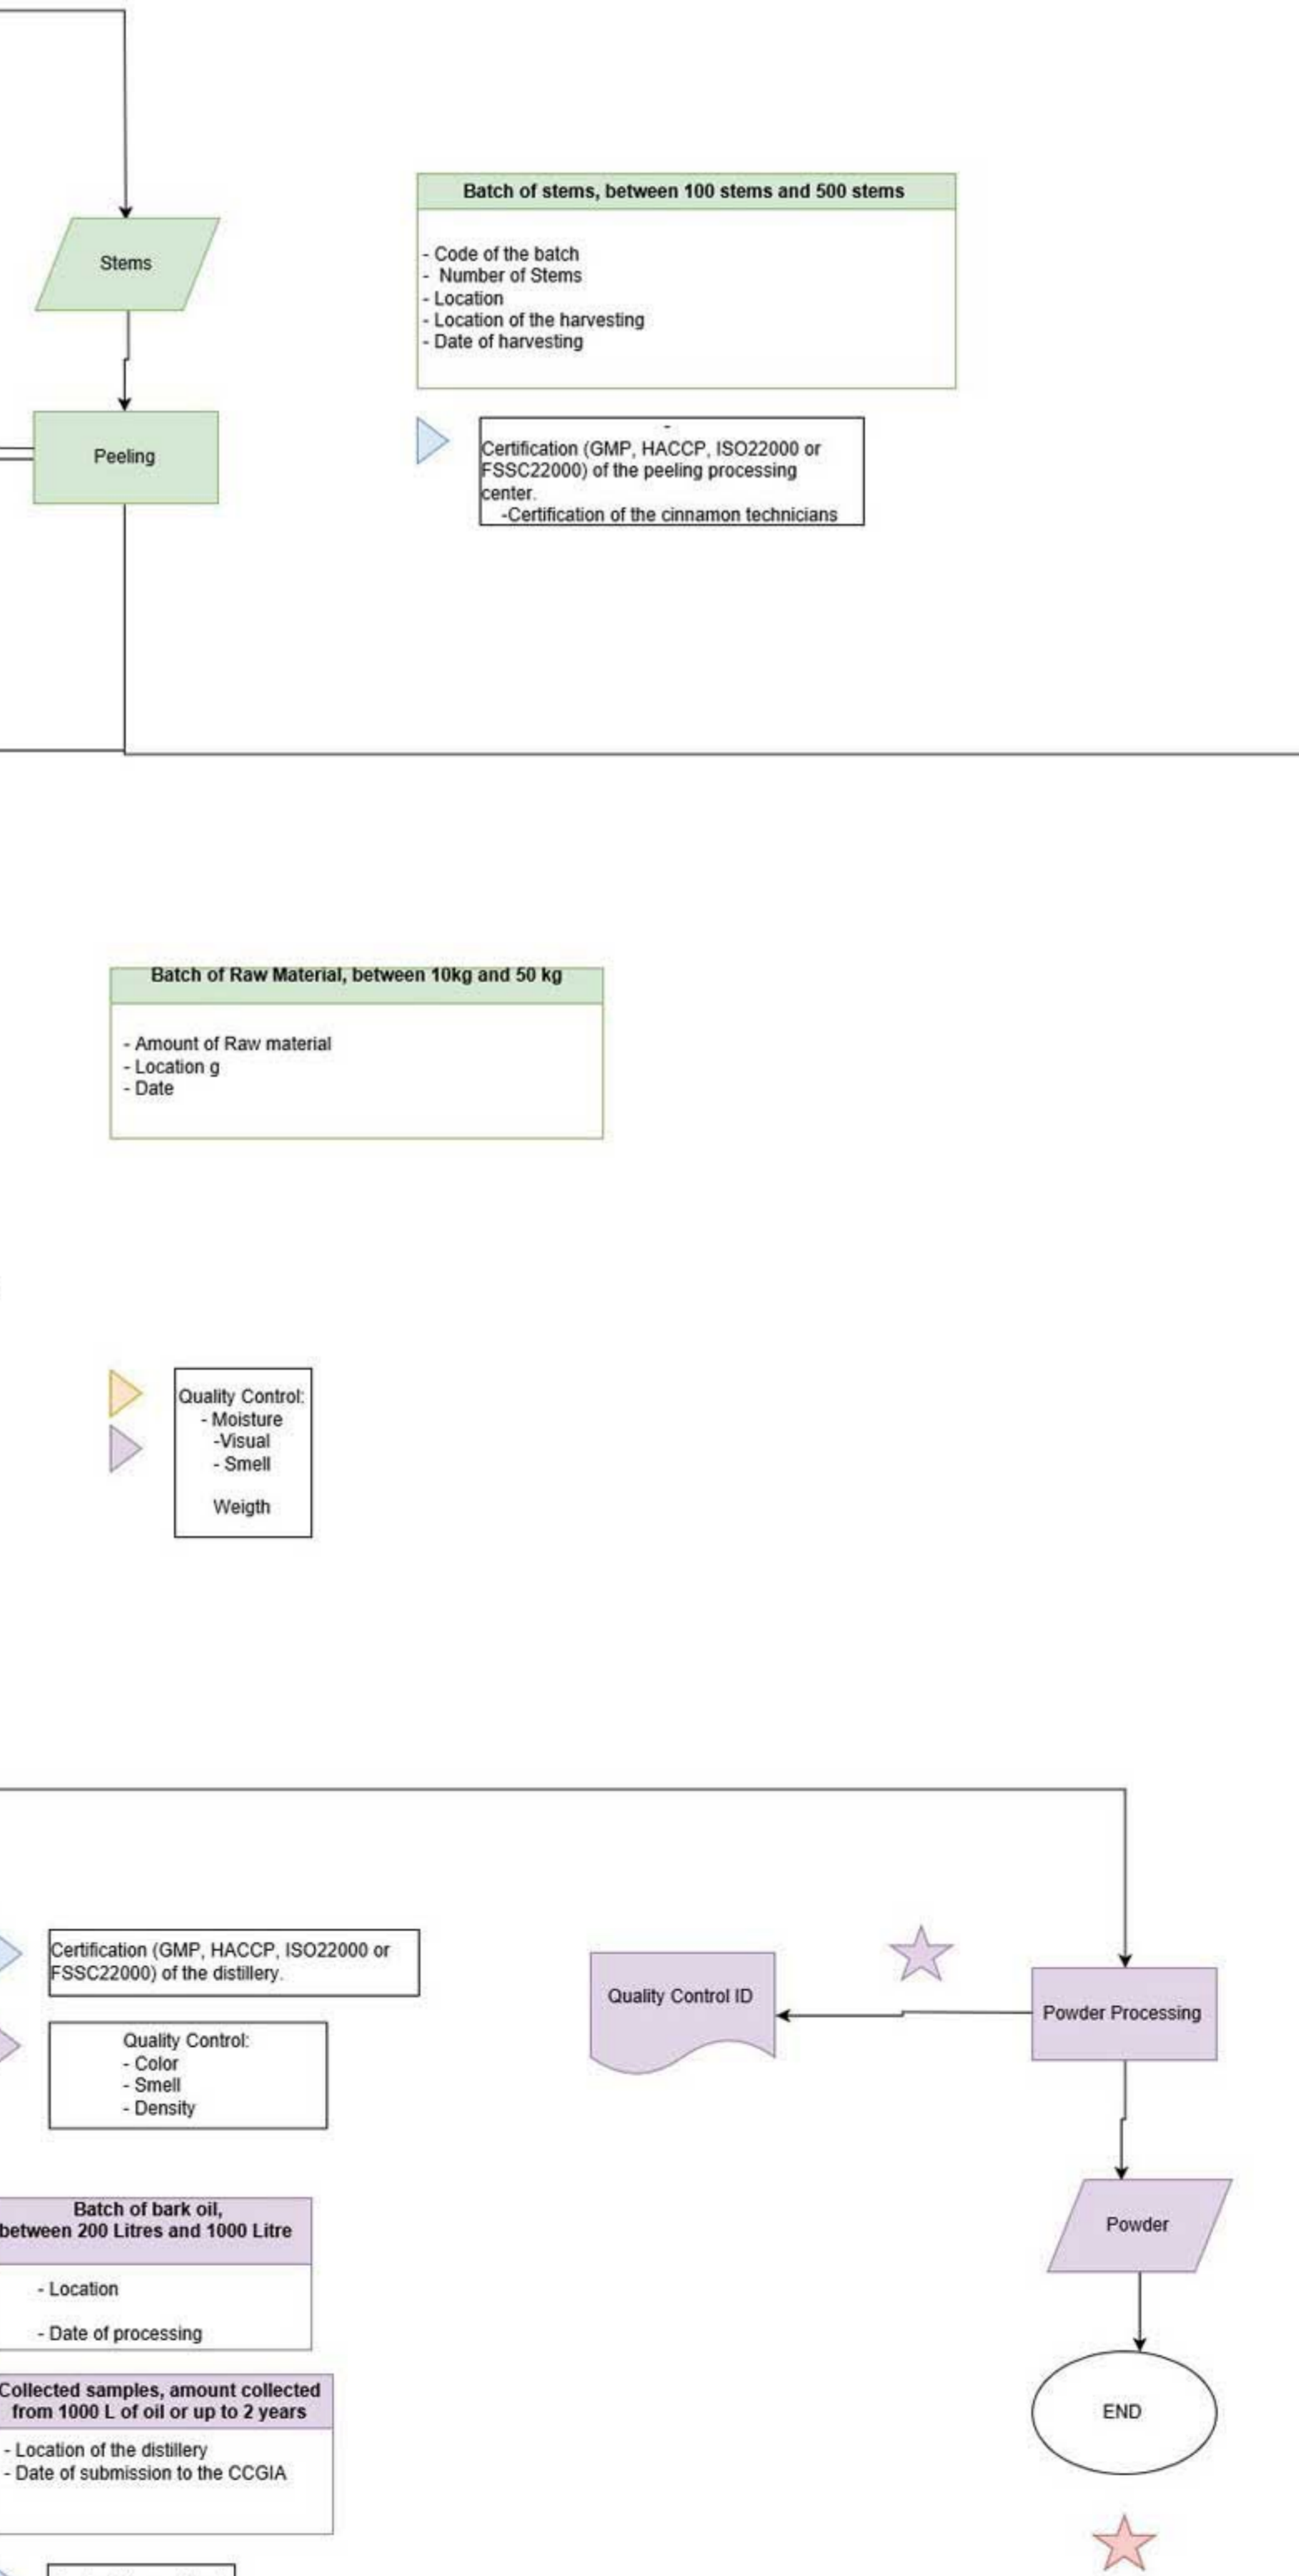 Batch of stems, between 100 stems and 500 stems
Stems
- Code of the batch
- Number of Stems
- Location
- Location of the harvesting
- Date of harvesting
Peeling
-
Certification (GMP, HACCP, ISO22000 or
FSSC22000) of the peeling processing
center.
-Certification of the cinnamon technicians
Batch of Raw Material, between 10kg and 50 kg
- Amount of Raw material
- Location g
- Date
Quality Control:
- Moisture
-Visual
- Smell
Weigth
Certification (GMP, HACCP, ISO22000 or
FSSC22000) of the distillery.
Quality Control ID
Powder Processing
Quality Control:
- Color
- Smell
- Density
Batch of bark oil,
between 200 Litres and 1000 Litre
- Location
- Date of processing
Powder
Collected samples, amount collected
from 1000 L of oil or up to 2 years
- Location of the distillery
- Date of submission to the CCGIA
END